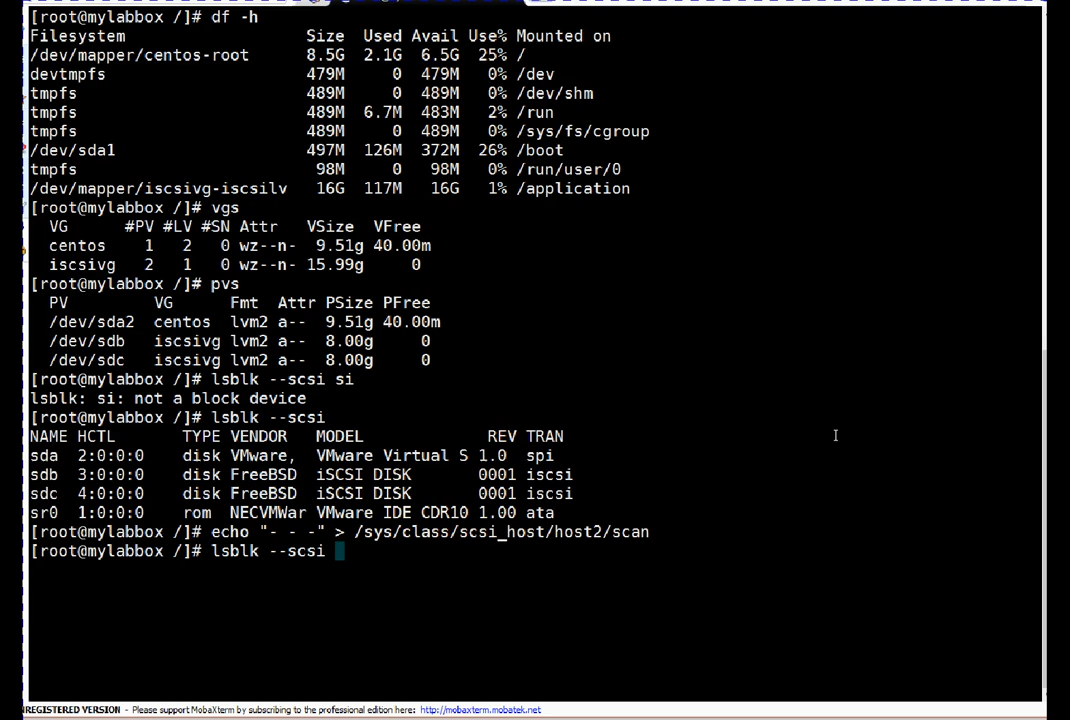 [root@mylabbox /]# df -h
Filesystem                   Size  Used Avail Use% Mounted on
/dev/mapper/centos-root      8.5G  2.1G  6.5G  25% /
devtmpfs                     479M     0  479M   0% /dev
tmpfs                        489M     0  489M   0% /dev/shm
tmpfs                        489M  6.7M  483M   2% /run
tmpfs                        489M     0  489M   0% /sys/fs/cgroup
/dev/sda1                    497M  126M  372M  26% /boot
tmpfs                         98M     0   98M   0% /run/user/0
/dev/mapper/iscsivg-iscsilv   16G  117M   16G   1% /application
[root@mylabbox /]# vgs
  VG      #PV #LV #SN Attr   VSize  VFree
  centos    1   2   0 wz--n-  9.51g 40.00m
  iscsivg   2   1   0 wz--n- 15.99g     0
[root@mylabbox /]# pvs
  PV         VG      Fmt  Attr PSize PFree
  /dev/sda2  centos  lvm2 a--  9.51g 40.00m
  /dev/sdb   iscsivg lvm2 a--  8.00g     0
  /dev/sdc   iscsivg lvm2 a--  8.00g     0
[root@mylabbox /]# lsblk --scsi si
lsblk: si: not a block device
[root@mylabbox /]# lsblk --scsi
NAME HCTL       TYPE VENDOR   MODEL             REV TRAN
sda  2:0:0:0    disk VMware,  VMware Virtual S 1.0  spi
sdb  3:0:0:0    disk FreeBSD  iSCSI DISK       0001 iscsi
sdc  4:0:0:0    disk FreeBSD  iSCSI DISK       0001 iscsi
sr0  1:0:0:0    rom  NECVMWar VMware IDE CDR10 1.00 ata
[root@mylabbox /]# echo "- - -" > /sys/class/scsi_host/host2/scan
[root@mylabbox /]# lsblk --scsi
NREGISTERED VERSION - Please support MobaXterm by subscribing to the professional edition here: http://mobaxterm.mobatek.net